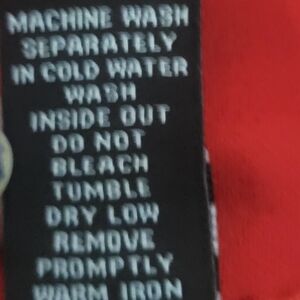 MACHINE WASH
SEPARATELY
IN COLD WATER
WASH
INSIDE OUT
DO NOT
BLEACH
TUMBLE
DRY LOW
REMOVE
PROMPTLY
WARM IRON